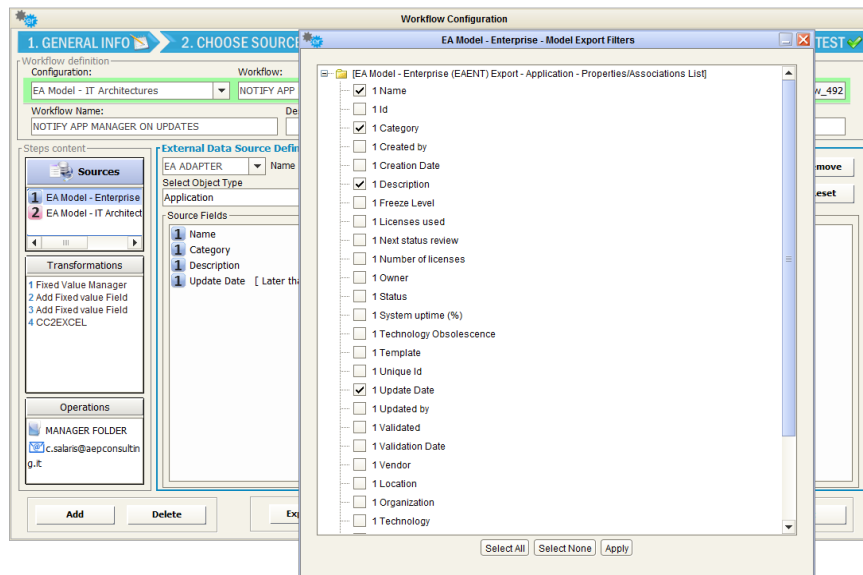 Workflow Configuration
1. GENERAL INFO
2. CHOOSE SOURCE
TEST
Workflow definition
Configuration:
Workflow:
EA Model - IT Architectures
NOTIFY APP
w_492
Workflow Name:
De
NOTIFY APP MANAGER ON UPDATES
Steps content
Sources
1 EA Model - Enterprise
2 EA Model - IT Architect
Transformations
1 Fixed Value Manager
2 Add Fixed value Field
3 Add Fixed value Field
4 CC2EXCEL
Operations
MANAGER FOLDER
c.salaris@aepconsultin
g.it
External Data Source Defin
EA ADAPTER
Name
move
Select Object Type
eset
Application
Source Fields
1 Name
1 Category
1 Description
1 Update Date [ Later tha
Add
Delete
Exp
EA Model - Enterprise - Model Export Filters
[EA Model - Enterprise (EAENT) Export - Application - Properties/Associations List]
1 Name
1 Id
1 Category
1 Created by
1 Creation Date
1 Description
1 Freeze Level
1 Licenses used
1 Next status review
1 Number of licenses
1 Owner
1 Status
1 System uptime (%)
1 Technology Obsolescence
1 Template
1 Unique Id
1 Update Date
1 Updated by
1 Validated
1 Validation Date
1 Vendor
1 Location
1 Organization
1 Technology
Select All
Select None
Apply